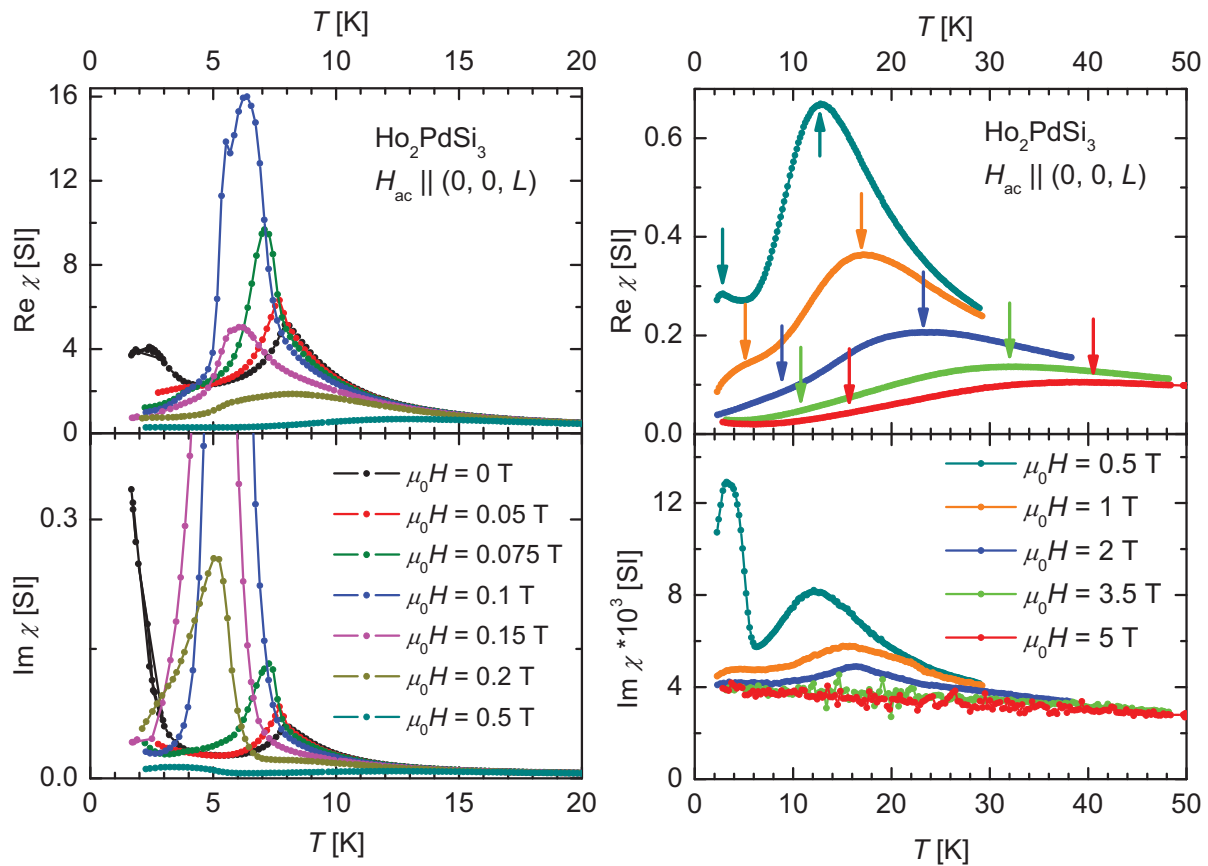 T [K]
0 5 10 15 20
16
12
8
4
0
Re χ [SI]
Ho₂PdSi₃
H_ac || (0, 0, L)
0.3
0.0
Im χ [SI]
μ₀H = 0 T
μ₀H = 0.05 T
μ₀H = 0.075 T
μ₀H = 0.1 T
μ₀H = 0.15 T
μ₀H = 0.2 T
μ₀H = 0.5 T
0 5 10 15 20
T [K]
T [K]
0 10 20 30 40 50
0.6
0.4
0.2
0.0
Re χ [SI]
Ho₂PdSi₃
H_ac || (0, 0, L)
12
8
4
0
Im χ *10³ [SI]
μ₀H = 0.5 T
μ₀H = 1 T
μ₀H = 2 T
μ₀H = 3.5 T
μ₀H = 5 T
0 10 20 30 40 50
T [K]